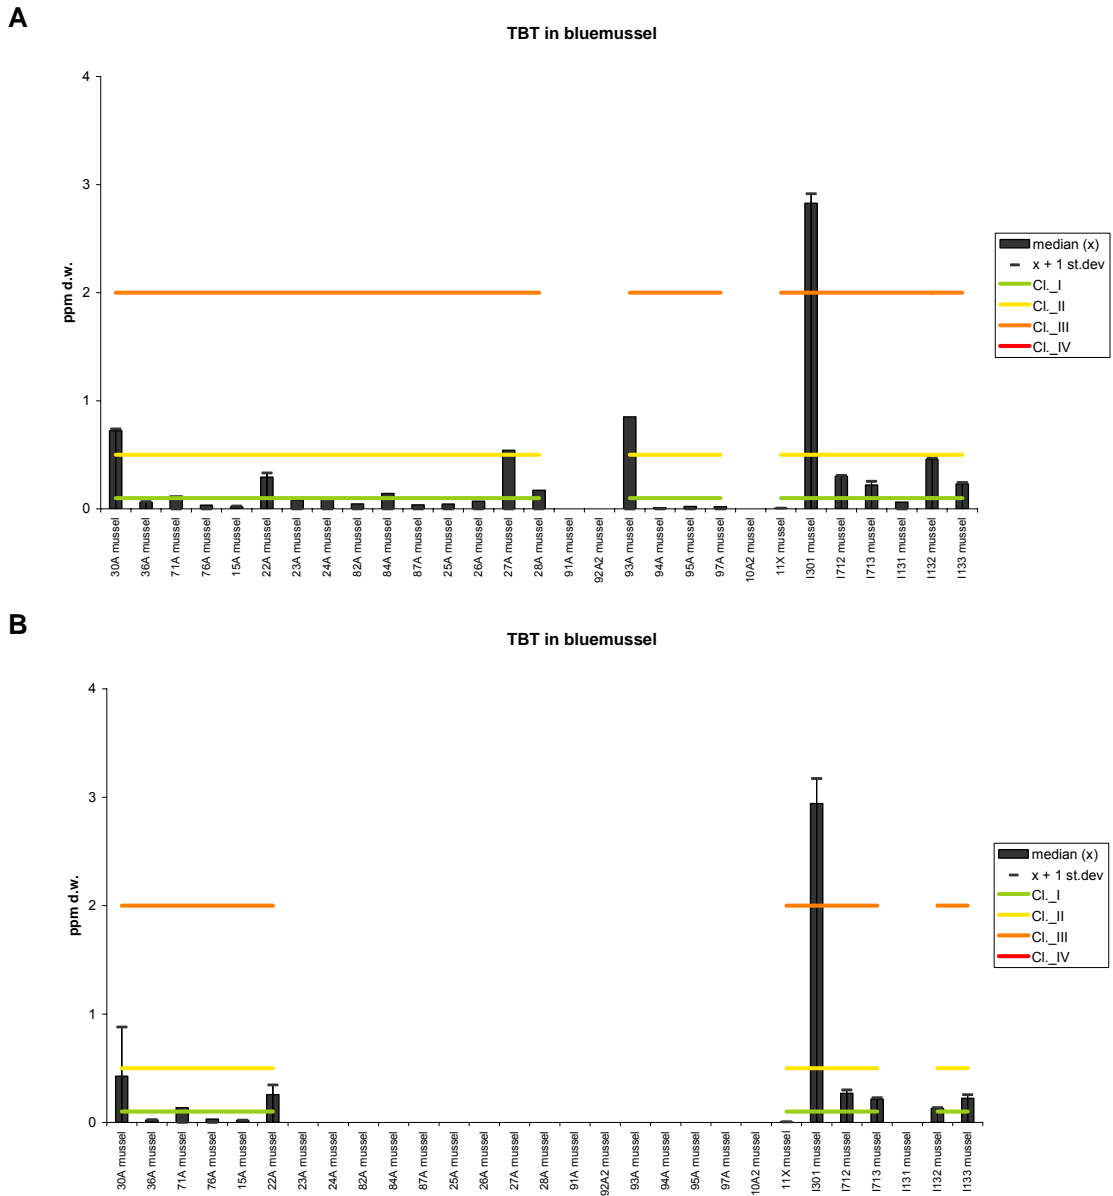 A
TBT in bluemussel
4
3
2
1
0
ppm d.w.
30A mussel
36A mussel
71A mussel
76A mussel
15A mussel
22A mussel
23A mussel
24A mussel
82A mussel
84A mussel
87A mussel
25A mussel
26A mussel
27A mussel
28A mussel
91A mussel
92A2 mussel
93A mussel
94A mussel
95A mussel
97A mussel
10A2 mussel
11X mussel
I301 mussel
I712 mussel
I713 mussel
I131 mussel
I132 mussel
I133 mussel
median (x)
x + 1 st.dev
Cl._I
Cl._II
Cl._III
Cl._IV
B
TBT in bluemussel
4
3
2
1
0
ppm d.w.
30A mussel
36A mussel
71A mussel
76A mussel
15A mussel
22A mussel
23A mussel
24A mussel
82A mussel
84A mussel
87A mussel
25A mussel
26A mussel
27A mussel
28A mussel
91A mussel
92A2 mussel
93A mussel
94A mussel
95A mussel
97A mussel
10A2 mussel
11X mussel
I301 mussel
I712 mussel
I713 mussel
I131 mussel
I132 mussel
I133 mussel
median (x)
x + 1 st.dev
Cl._I
Cl._II
Cl._III
Cl._IV